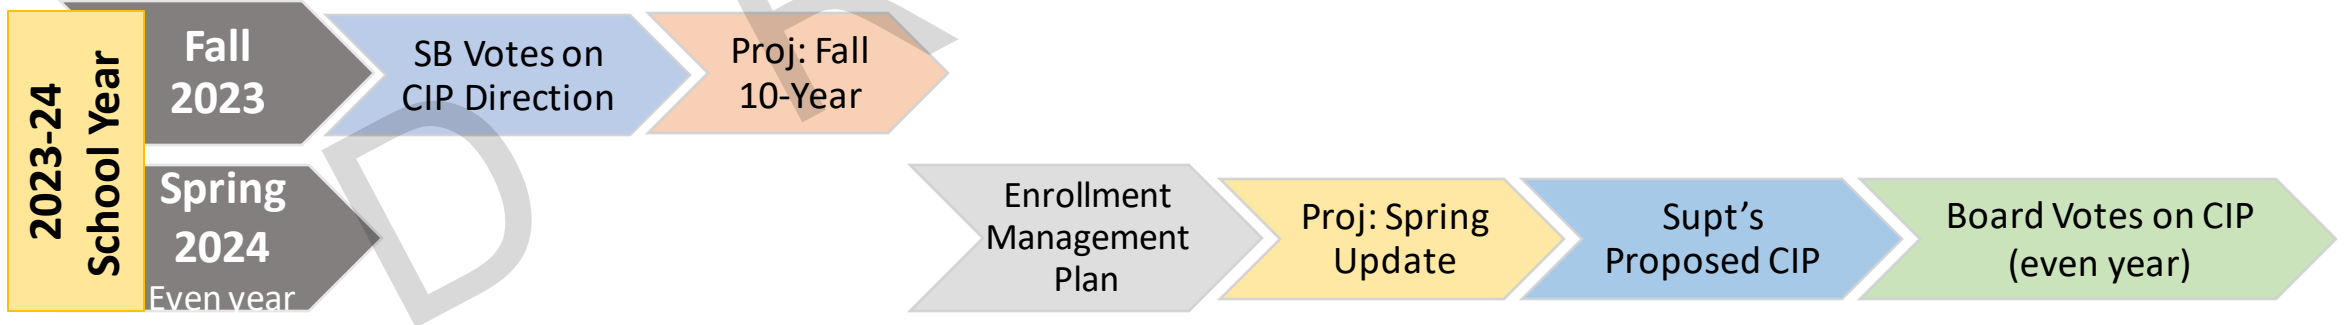 2023-24
School Year
Fall
2023
SB Votes on
CIP Direction
Proj: Fall
10-Year
Spring
2024
Even year
Enrollment
Management
Plan
Proj: Spring
Update
Supt’s
Proposed CIP
Board Votes on CIP
(even year)
D